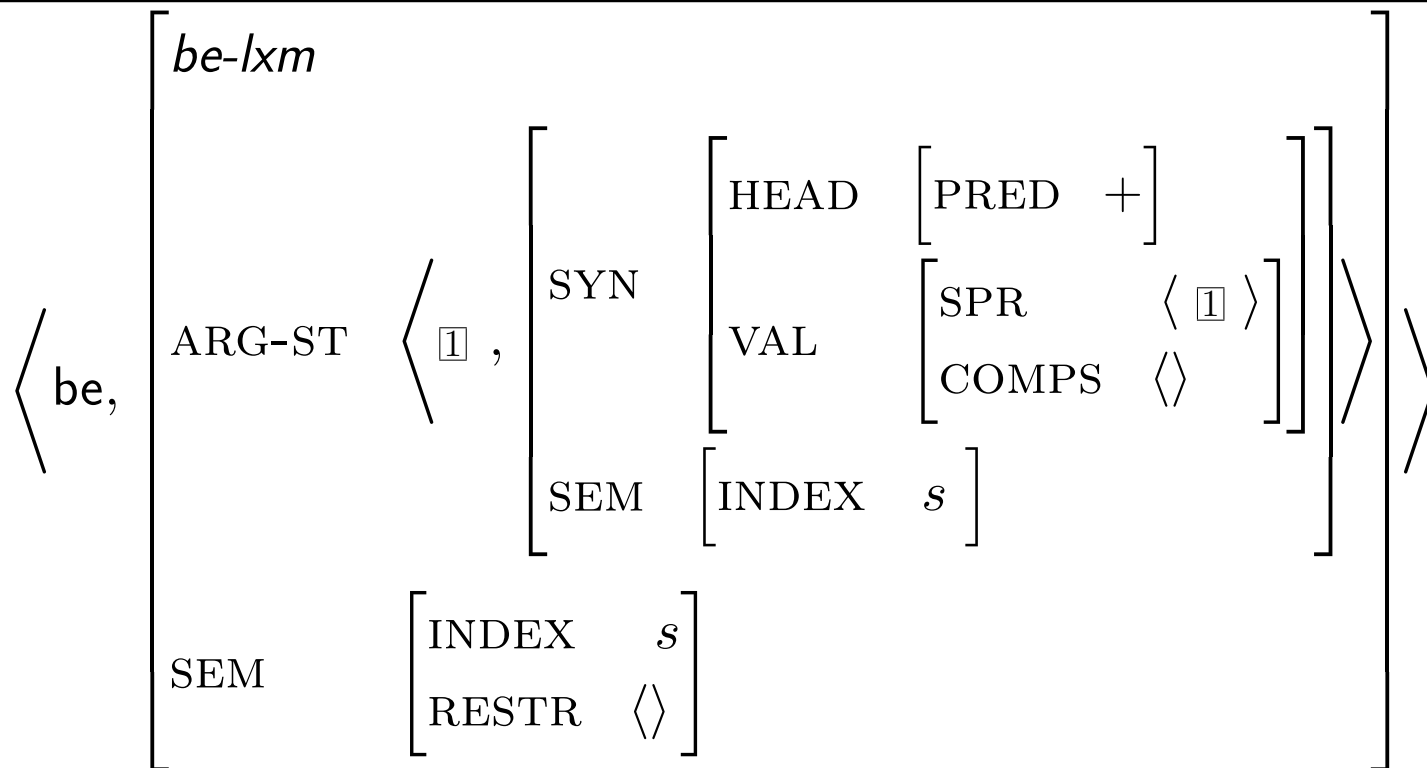 be-lxm
HEAD [PRED +]
SYN
SPR ⟨ 1 ⟩
ARG-ST ⟨ 1 ,
VAL
⟨ be,
COMPS ⟨⟩
SEM [INDEX s ]
INDEX s
SEM
RESTR ⟨⟩